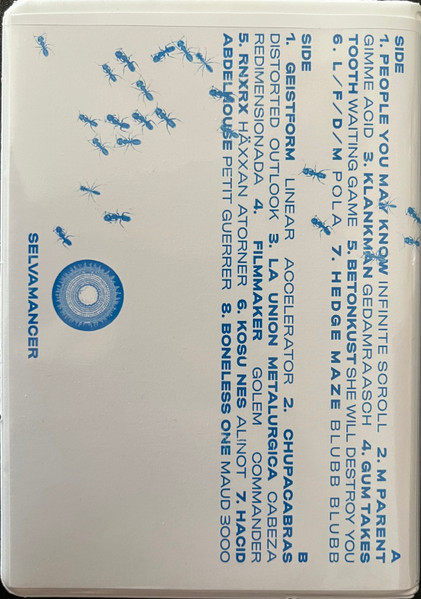 SIDE A
1. PEOPLE YOU MAY KNOW INFINITE SCROLL 2. M PARENT
GIMME ACID 3. KLANKMAN GEDAMRAASCH 4. GUM TAKES
TOOTH WAITING GAME 5. BETONKUST SHE WILL DESTROY YOU
6. L/F/D/M POLA 7. HEDGE MAZE BLUBB BLUBB
SIDE B
1. GEISTFORM LINEAR ACCELERATOR 2. CHUPACABRAS
DISTORTED OUTLOOK 3. LA UNION METALURGICA CABEZA
REDIMENSIONADA 4. FILMMAKER GOLEM COMMANDER
5. RNXRX HÄXXAN ATORNER 6. KOSU NES ALINOT 7. HACID
ABDELMOUSE PETIT GUERRER 8. BONELESS ONE MAUD 3000
SELVAMANCER